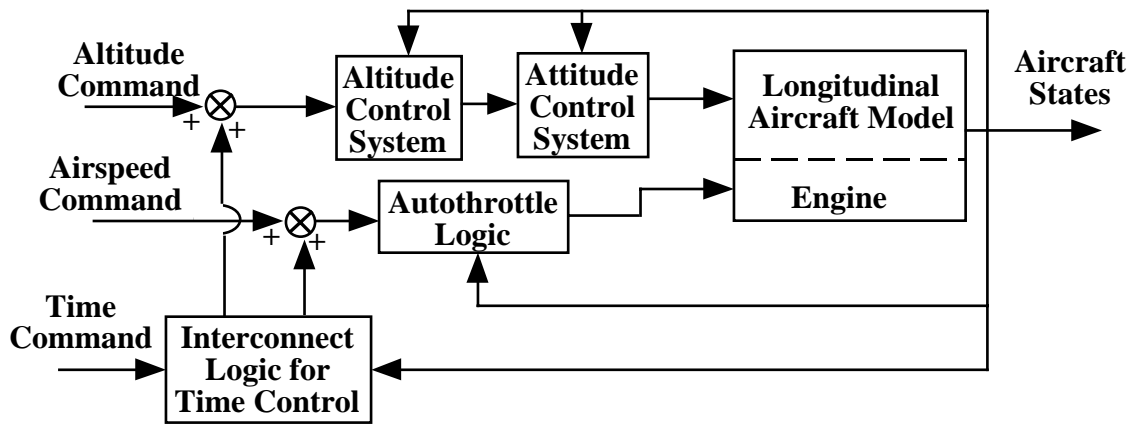 Altitude
Command
+
+
Altitude
Control
System
Attitude
Control
System
Longitudinal
Aircraft Model
Engine
Aircraft
States
Airspeed
Command
+
+
Autothrottle
Logic
Time
Command
Interconnect
Logic for
Time Control